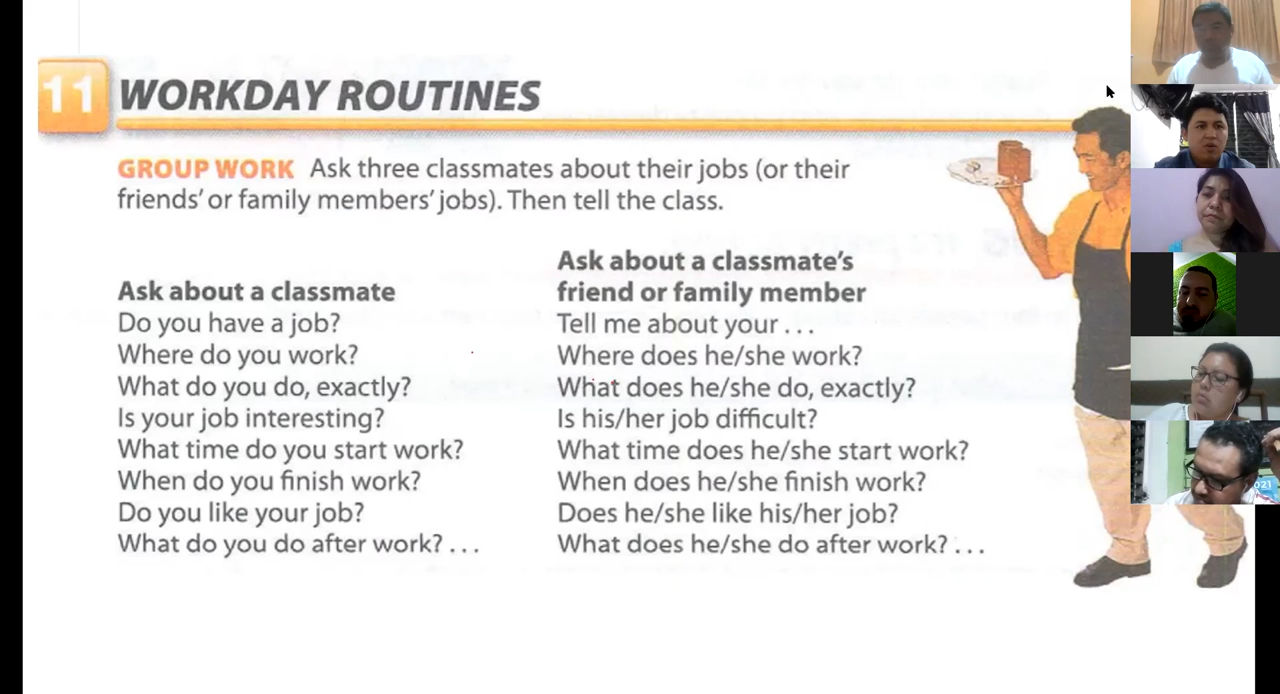 11 WORKDAY ROUTINES
GROUP WORK Ask three classmates about their jobs (or their
friends' or family members' jobs). Then tell the class.
Ask about a classmate
Do you have a job?
Where do you work?
What do you do, exactly?
Is your job interesting?
What time do you start work?
When do you finish work?
Do you like your job?
What do you do after work? . . .
Ask about a classmate's
friend or family member
Tell me about your . . .
Where does he/she work?
What does he/she do, exactly?
Is his/her job difficult?
What time does he/she start work?
When does he/she finish work?
Does he/she like his/her job?
What does he/she do after work? . . .
021